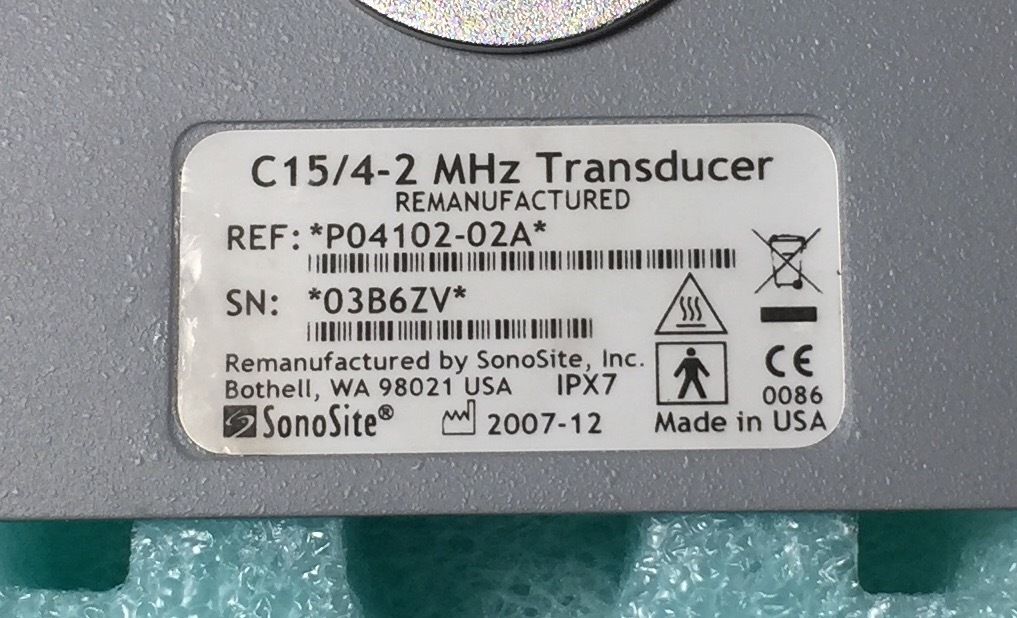 C15/4-2 MHz Transducer
REMANUFACTURED
REF: *P04102-02A*
SN: *03B6ZV*
Remanufactured by SonoSite, Inc.
Bothell, WA 98021 USA IPX7
CE
0086
SonoSite® 2007-12 Made in USA